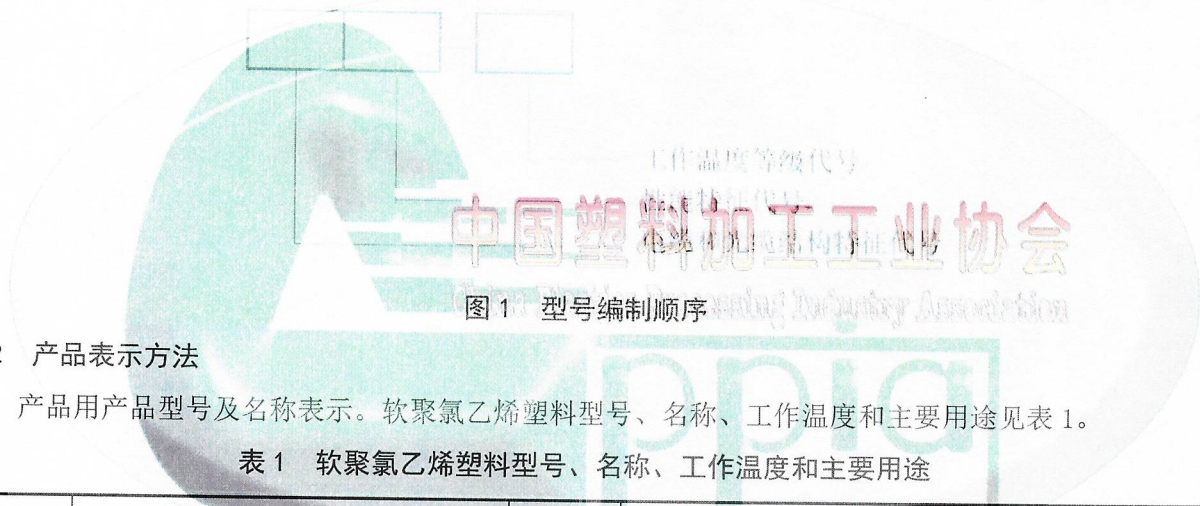 工作温度等级代号
中国塑料加工工业协会
图1 型号编制顺序
2 产品表示方法
产品用产品型号及名称表示。软聚氯乙烯塑料型号、名称、工作温度和主要用途见表 1。
表1 软聚氯乙烯塑料型号、名称、工作温度和主要用途
ppia